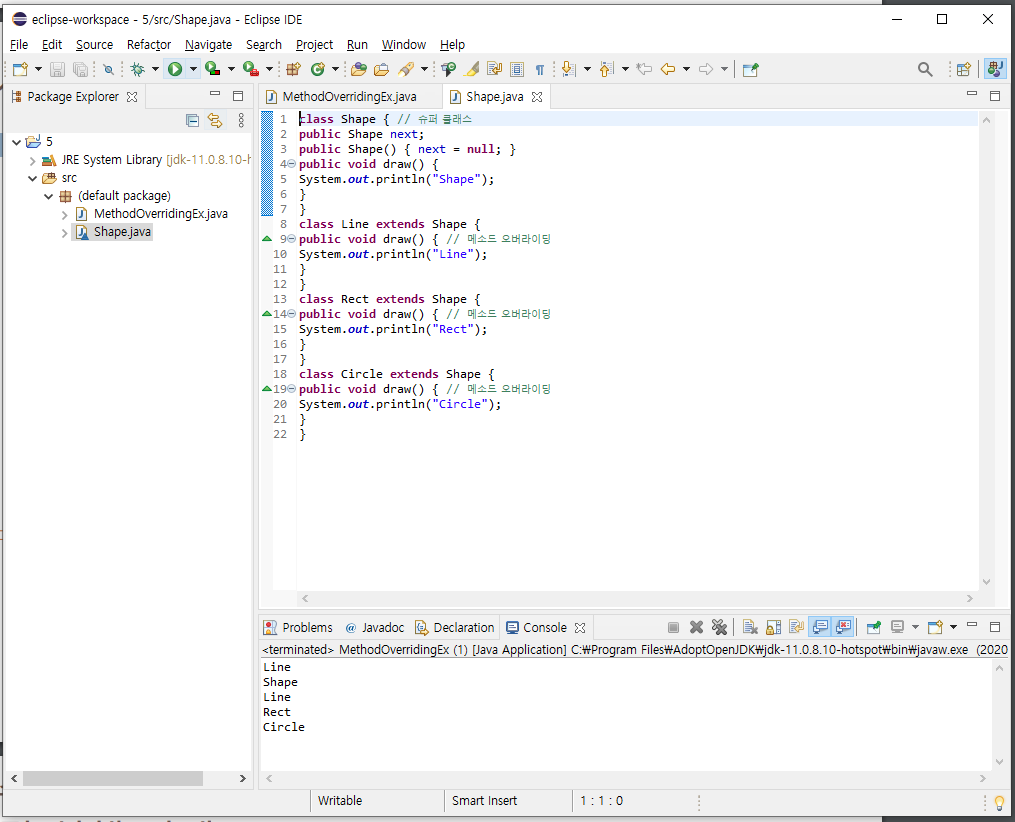 eclipse-workspace - 5/src/Shape.java - Eclipse IDE
File Edit Source Refactor Navigate Search Project Run Window Help
Package Explorer
5
JRE System Library [jdk-11.0.8.10-h
src
(default package)
MethodOverridingEx.java
Shape.java
MethodOverridingEx.java Shape.java
1 class Shape { // 슈퍼 클래스
2 public Shape next;
3 public Shape() { next = null; }
4 public void draw() {
5 System.out.println("Shape");
6 }
7 }
8 class Line extends Shape {
9 public void draw() { // 메소드 오버라이딩
10 System.out.println("Line");
11 }
12 }
13 class Rect extends Shape {
14 public void draw() { // 메소드 오버라이딩
15 System.out.println("Rect");
16 }
17 }
18 class Circle extends Shape {
19 public void draw() { // 메소드 오버라이딩
20 System.out.println("Circle");
21 }
22 }
Problems @ Javadoc Declaration Console
<terminated> MethodOverridingEx (1) [Java Application] C:₩Program Files₩AdoptOpenJDK₩jdk-11.0.8.10-hotspot₩bin₩javaw.exe (2020
Line
Shape
Line
Rect
Circle
Writable Smart Insert 1 : 1 : 0